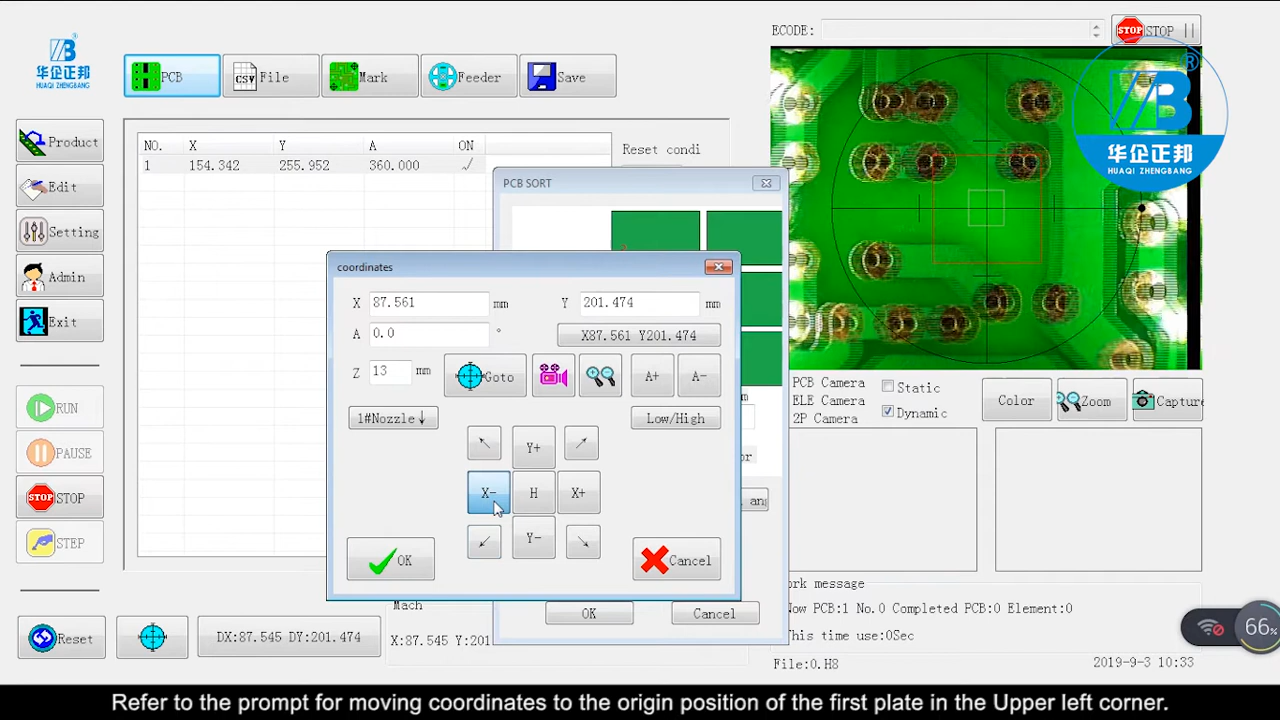 ECODE:
STOP
STOP
华企正邦
HUAQI ZHENGBANG
PCB
CSV
File
Mark
Feeder
Save
®
华企正邦
HUAQI ZHENGBANG
Product
Edit
Setting
Admin
Exit
RUN
PAUSE
STOP
STOP
STEP
Reset
NO. X Y A ON
1 154.342 255.952 360.000 √
Reset condi
PCB SORT
coordinates
X 87.561 mm Y 201.474 mm
A 0.0 ° X87.561 Y201.474
Z 13 mm Goto A+ A-
1#Nozzle↓ Low/High
Y+
X- H X+
Y-
OK Cancel
OK Cancel
PCB Camera
ELE Camera
2P Camera
Static
Dynamic
Color
Zoom
Capture
DX:87.545 DY:201.474
Mach
X:87.545 Y:201
ork message
Now PCB:1 No.0 Completed PCB:0 Element:0
This time use:0Sec
File:0.H8 2019-9-3 10:33
66%
Refer to the prompt for moving coordinates to the origin position of the first plate in the Upper left corner.